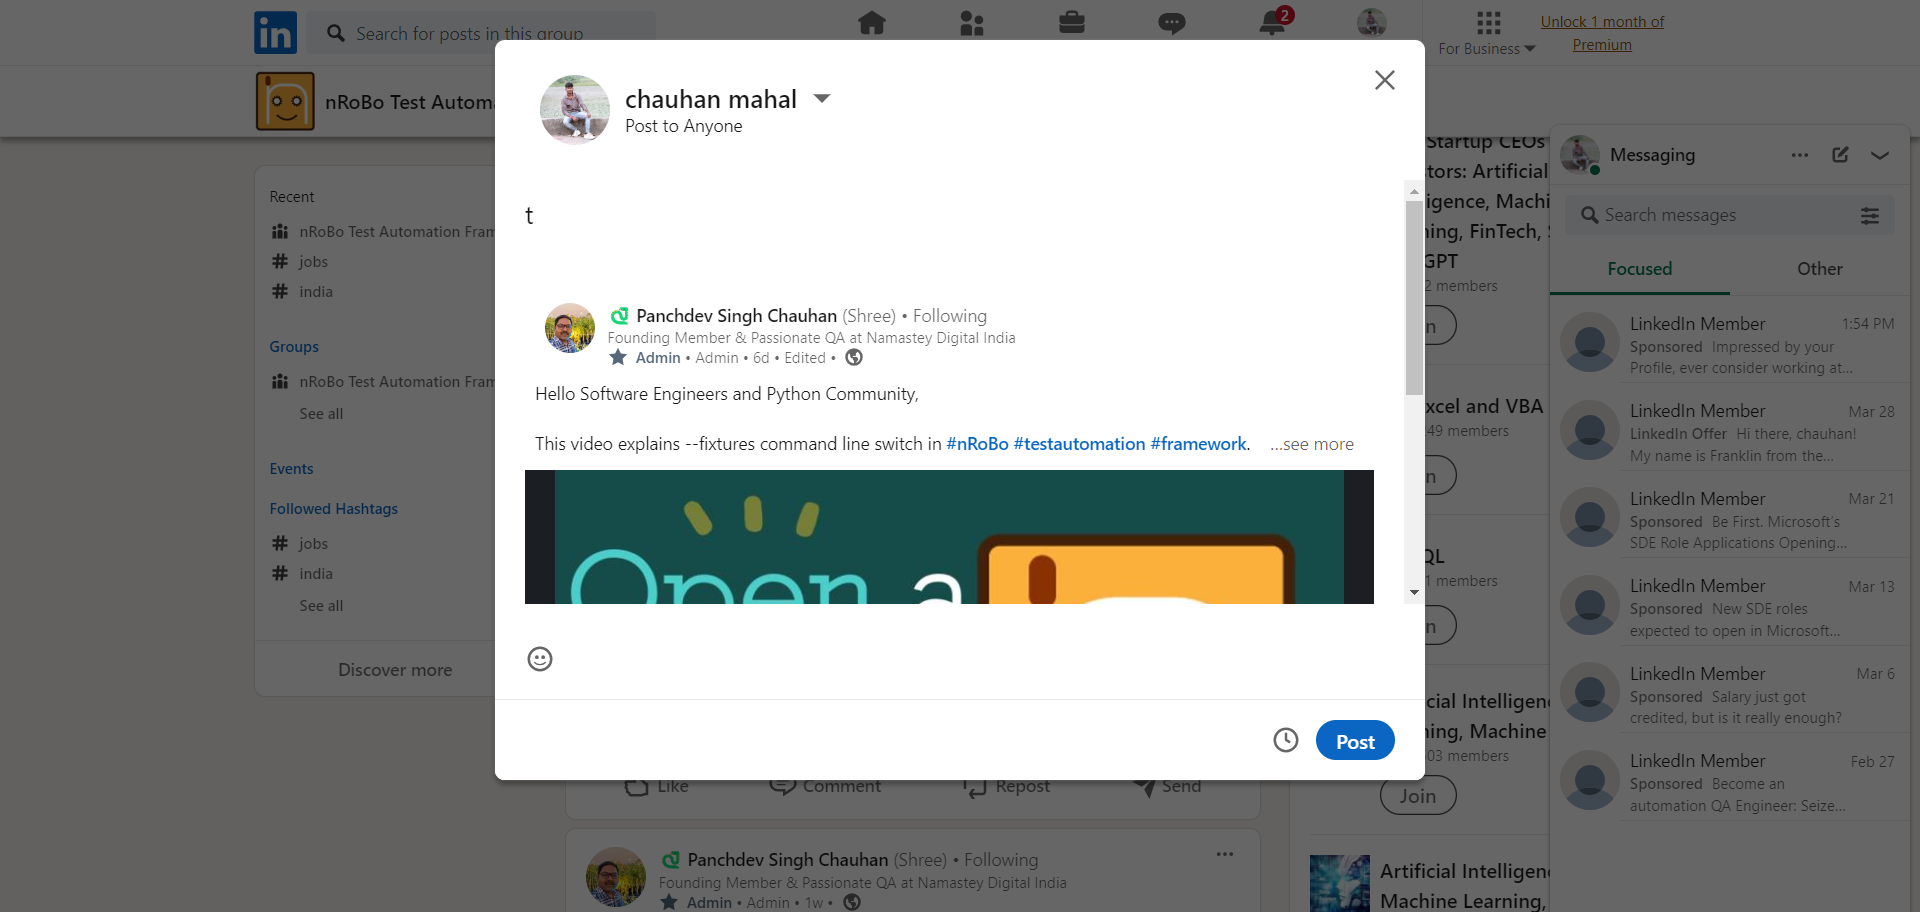 in
Search for posts in this group
2
For Business
Unlock 1 month of
Premium
nRoBo Test Automa
Recent
nRoBo Test Automation Fram
# jobs
# india
Groups
nRoBo Test Automation Fram
See all
Events
Followed Hashtags
# jobs
# india
See all
Discover more
chauhan mahal
Post to Anyone
t
Panchdev Singh Chauhan (Shree) • Following
Founding Member & Passionate QA at Namastey Digital India
Admin • Admin • 6d • Edited •
Hello Software Engineers and Python Community,
This video explains --fixtures command line switch in #nRoBo #testautomation #framework. …see more
Open a
Post
Like
Comment
Repost
Send
Panchdev Singh Chauhan (Shree) • Following
Founding Member & Passionate QA at Namastey Digital India
Admin • Admin • 1w •
Startup CEOs
tors: Artificial
igence, Machi
ning, FinTech,
GPT
2 members
n
xcel and VBA
49 members
n
QL
1 members
n
cial Intelligen
ning, Machine
03 members
Join
Artificial Intelligen
Machine Learning,
Messaging
Search messages
Focused
Other
LinkedIn Member 1:54 PM
Sponsored Impressed by your
Profile, ever consider working at…
LinkedIn Member Mar 28
LinkedIn Offer Hi there, chauhan!
My name is Franklin from the…
LinkedIn Member Mar 21
Sponsored Be First. Microsoft's
SDE Role Applications Opening…
LinkedIn Member Mar 13
Sponsored New SDE roles
expected to open in Microsoft…
LinkedIn Member Mar 6
Sponsored Salary just got
credited, but is it really enough?
LinkedIn Member Feb 27
Sponsored Become an
automation QA Engineer: Seize…